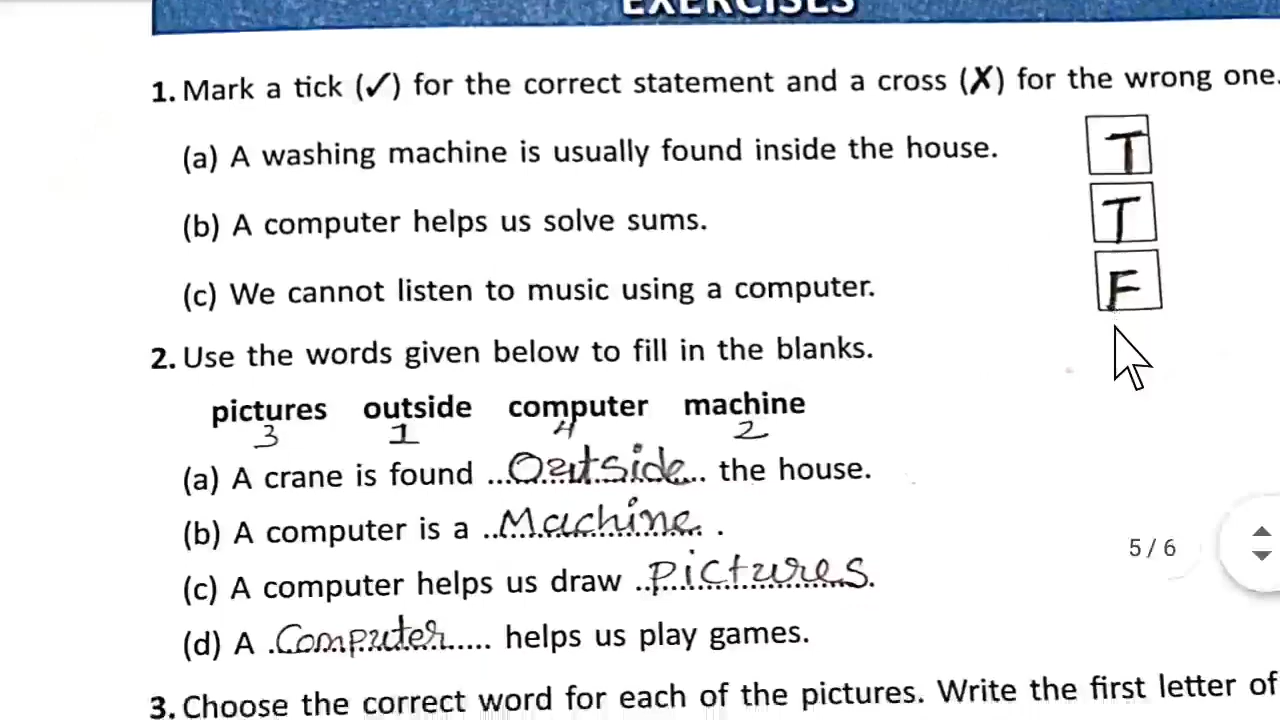 EXERCISES
1. Mark a tick (✓) for the correct statement and a cross (✗) for the wrong one.
(a) A washing machine is usually found inside the house. T
(b) A computer helps us solve sums. T
(c) We cannot listen to music using a computer. F
2. Use the words given below to fill in the blanks.
pictures outside computer machine
3 1 4 2
(a) A crane is found ...Outside... the house.
(b) A computer is a ..Machine.. .
(c) A computer helps us draw ..pictures.
(d) A .Computer..... helps us play games.
5 / 6
3. Choose the correct word for each of the pictures. Write the first letter of